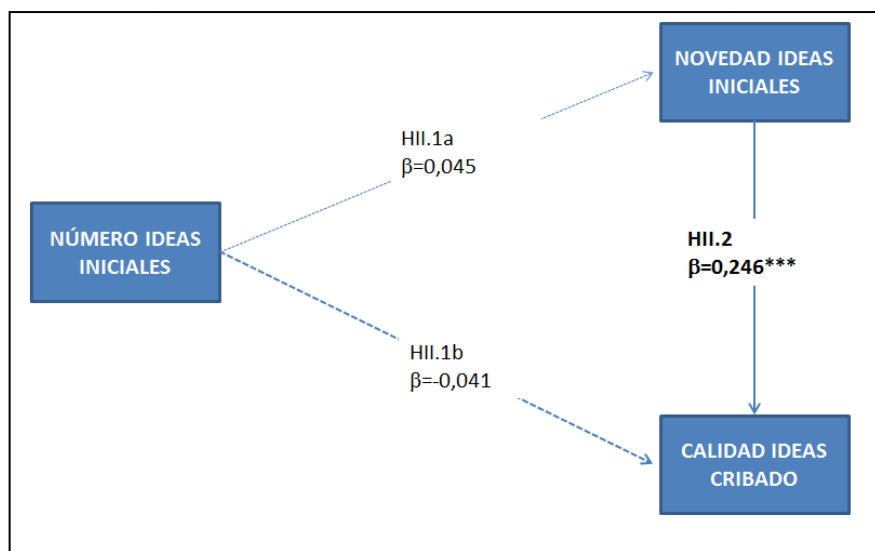 NOVEDAD IDEAS
INICIALES
HII.1a
β=0,045
NÚMERO IDEAS
INICIALES
HII.2
β=0,246***
HII.1b
β=-0,041
CALIDAD IDEAS
CRIBADO